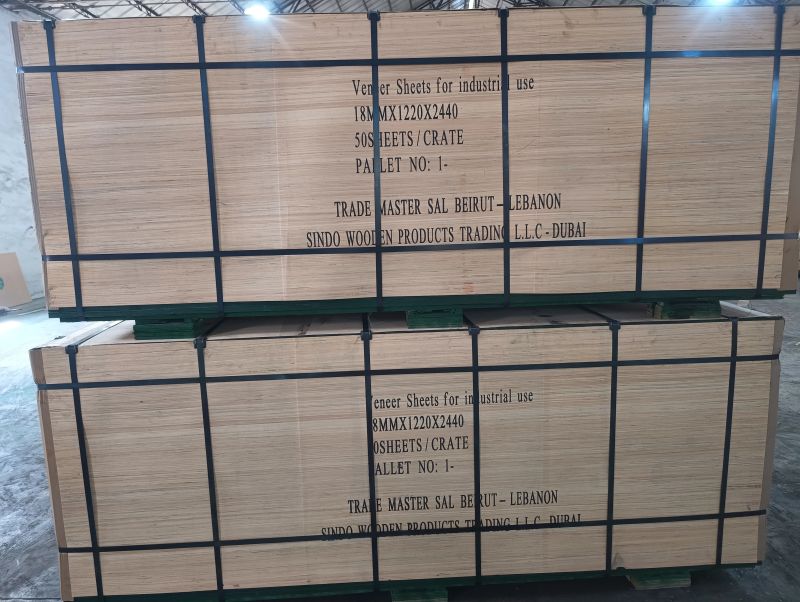 Veneer Sheets for industrial use
18MMX1220X2440
50SHEETS/CRATE
PALLET NO: 1-
TRADE MASTER SAL BEIRUT-LEBANON
SINDO WOODEN PRODUCTS TRADING L.L.C-DUBAI
Veneer Sheets for industrial use
8MMX1220X2440
0SHEETS/CRATE
ALLET NO: 1-
TRADE MASTER SAL BEIRUT-LEBANON
SINDO WOODEN PRODUCTS TRADING L.L.C-DUBAI